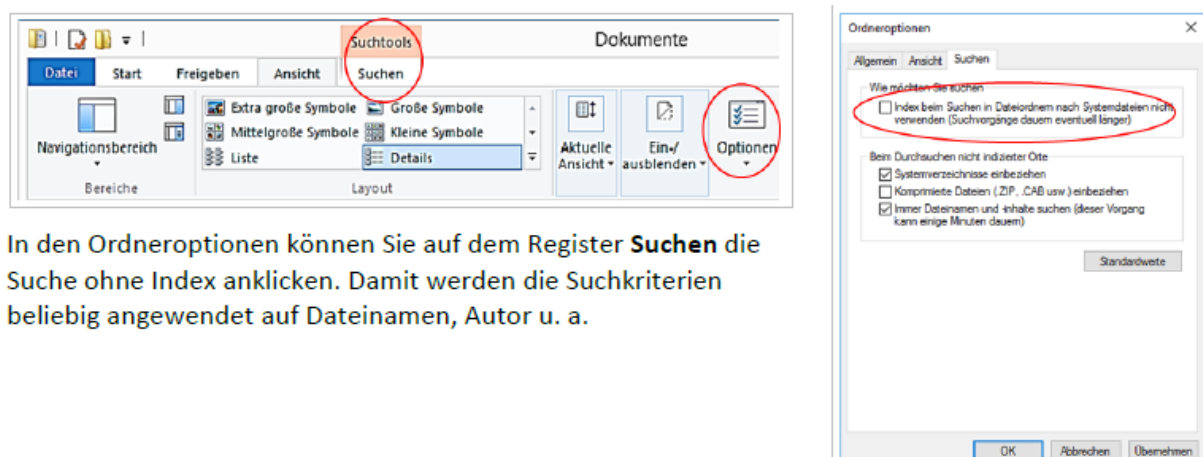 Suchtools
Dokumente
Datei Start Freigeben Ansicht Suchen
Extra große Symbole Große Symbole
Mittelgroße Symbole Kleine Symbole
Liste Details
Navigationsbereich
Aktuelle Ansicht
Ein-/ ausblenden
Optionen
Bereiche Layout
In den Ordneroptionen können Sie auf dem Register Suchen die
Suche ohne Index anklicken. Damit werden die Suchkriterien
beliebig angewendet auf Dateinamen, Autor u. a.
Ordneroptionen
Allgemein Ansicht Suchen
Wie möchten Sie suchen
Index beim Suchen in Dateiordnern nach Systemdateien nicht
verwenden (Suchvorgänge dauern eventuell länger)
Beim Durchsuchen nicht indizierter Orte
Systemverzeichnisse einbeziehen
Komprimierte Dateien (.ZIP, .CAB usw.) einbeziehen
Immer Dateinamen und -inhalte suchen (dieser Vorgang
kann einige Minuten dauern)
Standardwerte
OK Abbrechen Übernehmen